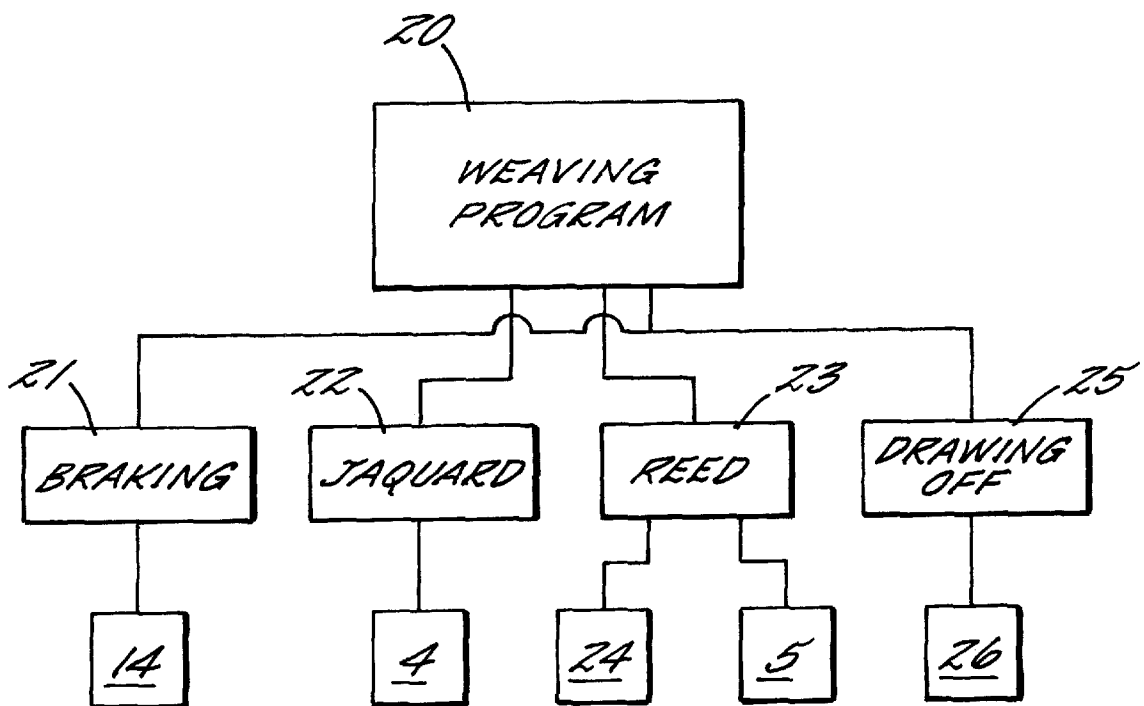 20
WEAVING
PROGRAM
21
22
23
25
BRAKING
JAQUARD
REED
DRAWING
OFF
14
4
24
5
26